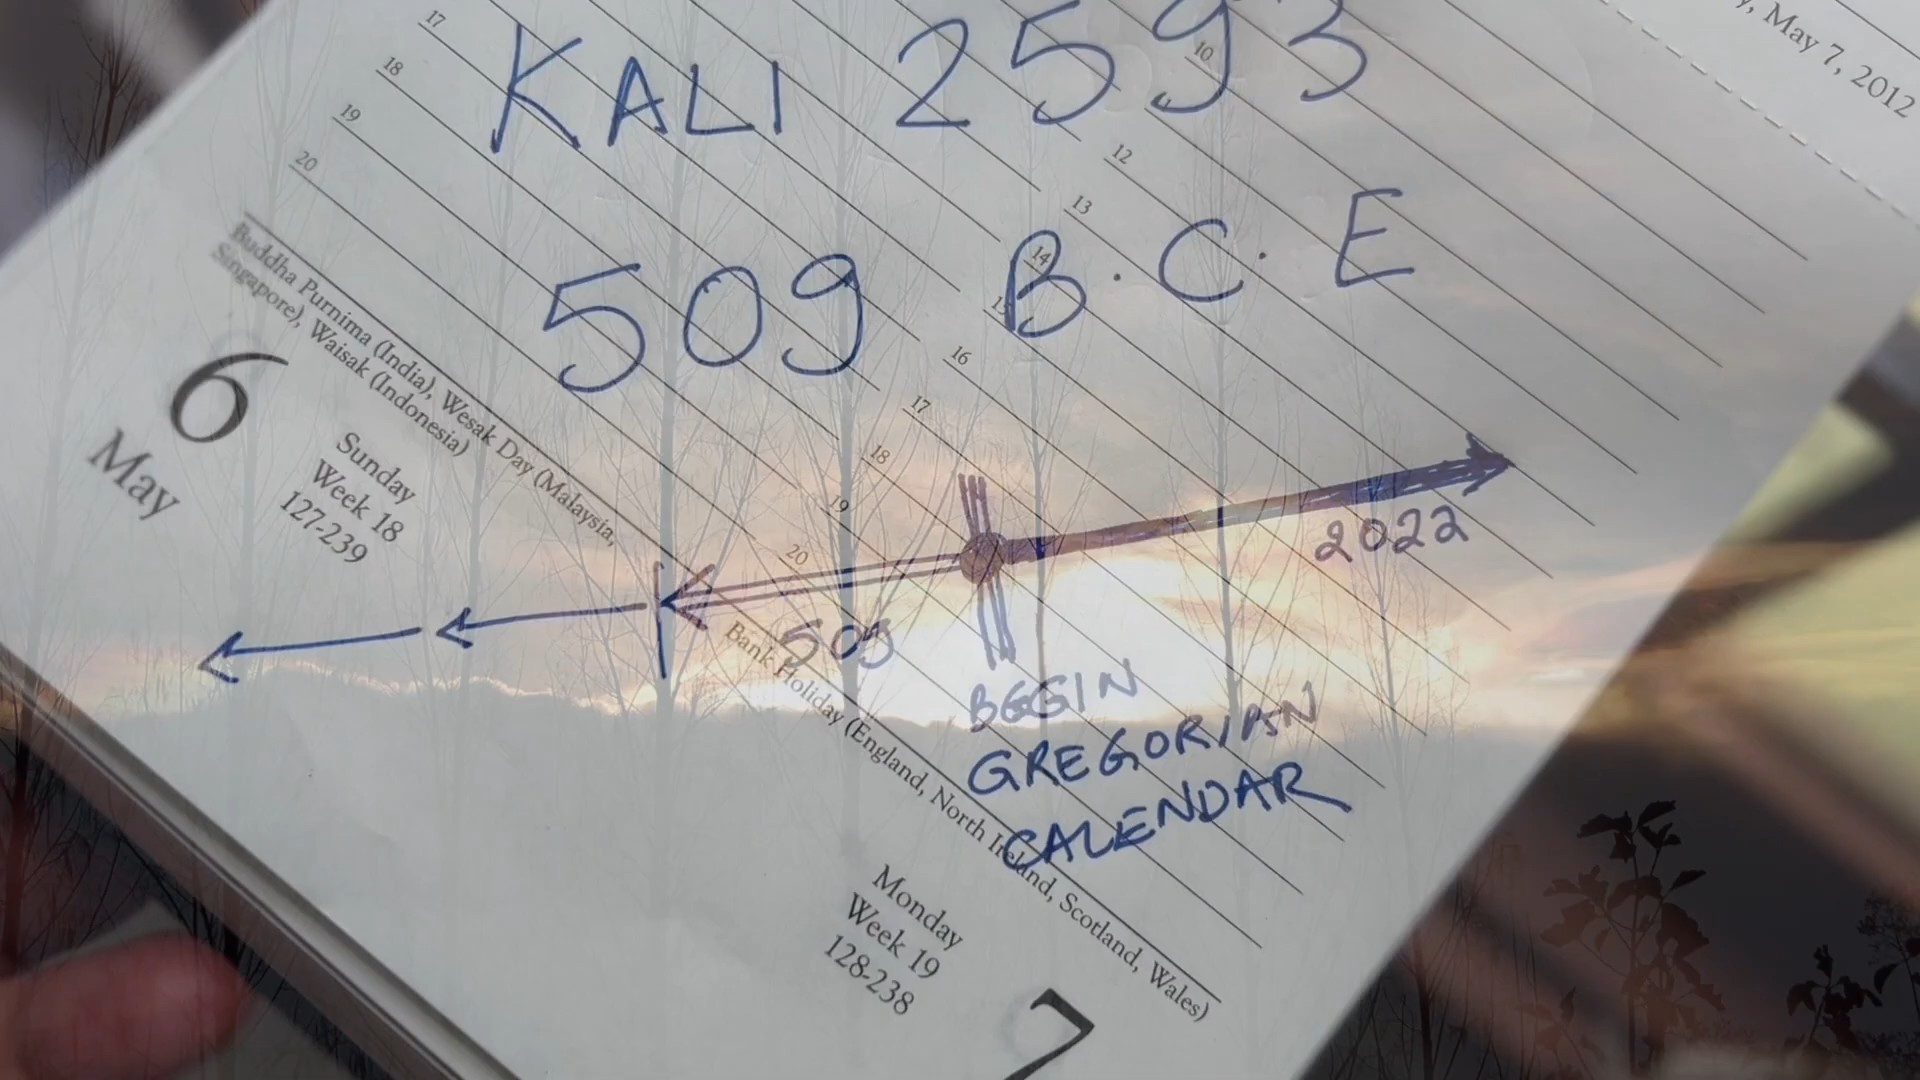 KALI 2593
509 B.C.E
2022
509
BEGIN
GREGORIAN
CALENDAR
, May 7, 2012
17
18
19
20
10
12
13
14
15
16
17
18
19
20
Buddha Purnima (India), Wesak Day (Malaysia,
Singapore), Waisak (Indonesia)
6
May
Sunday
Week 18
127-239
Bank Holiday (England, North Ireland, Scotland, Wales)
Monday
Week 19
128-238
7